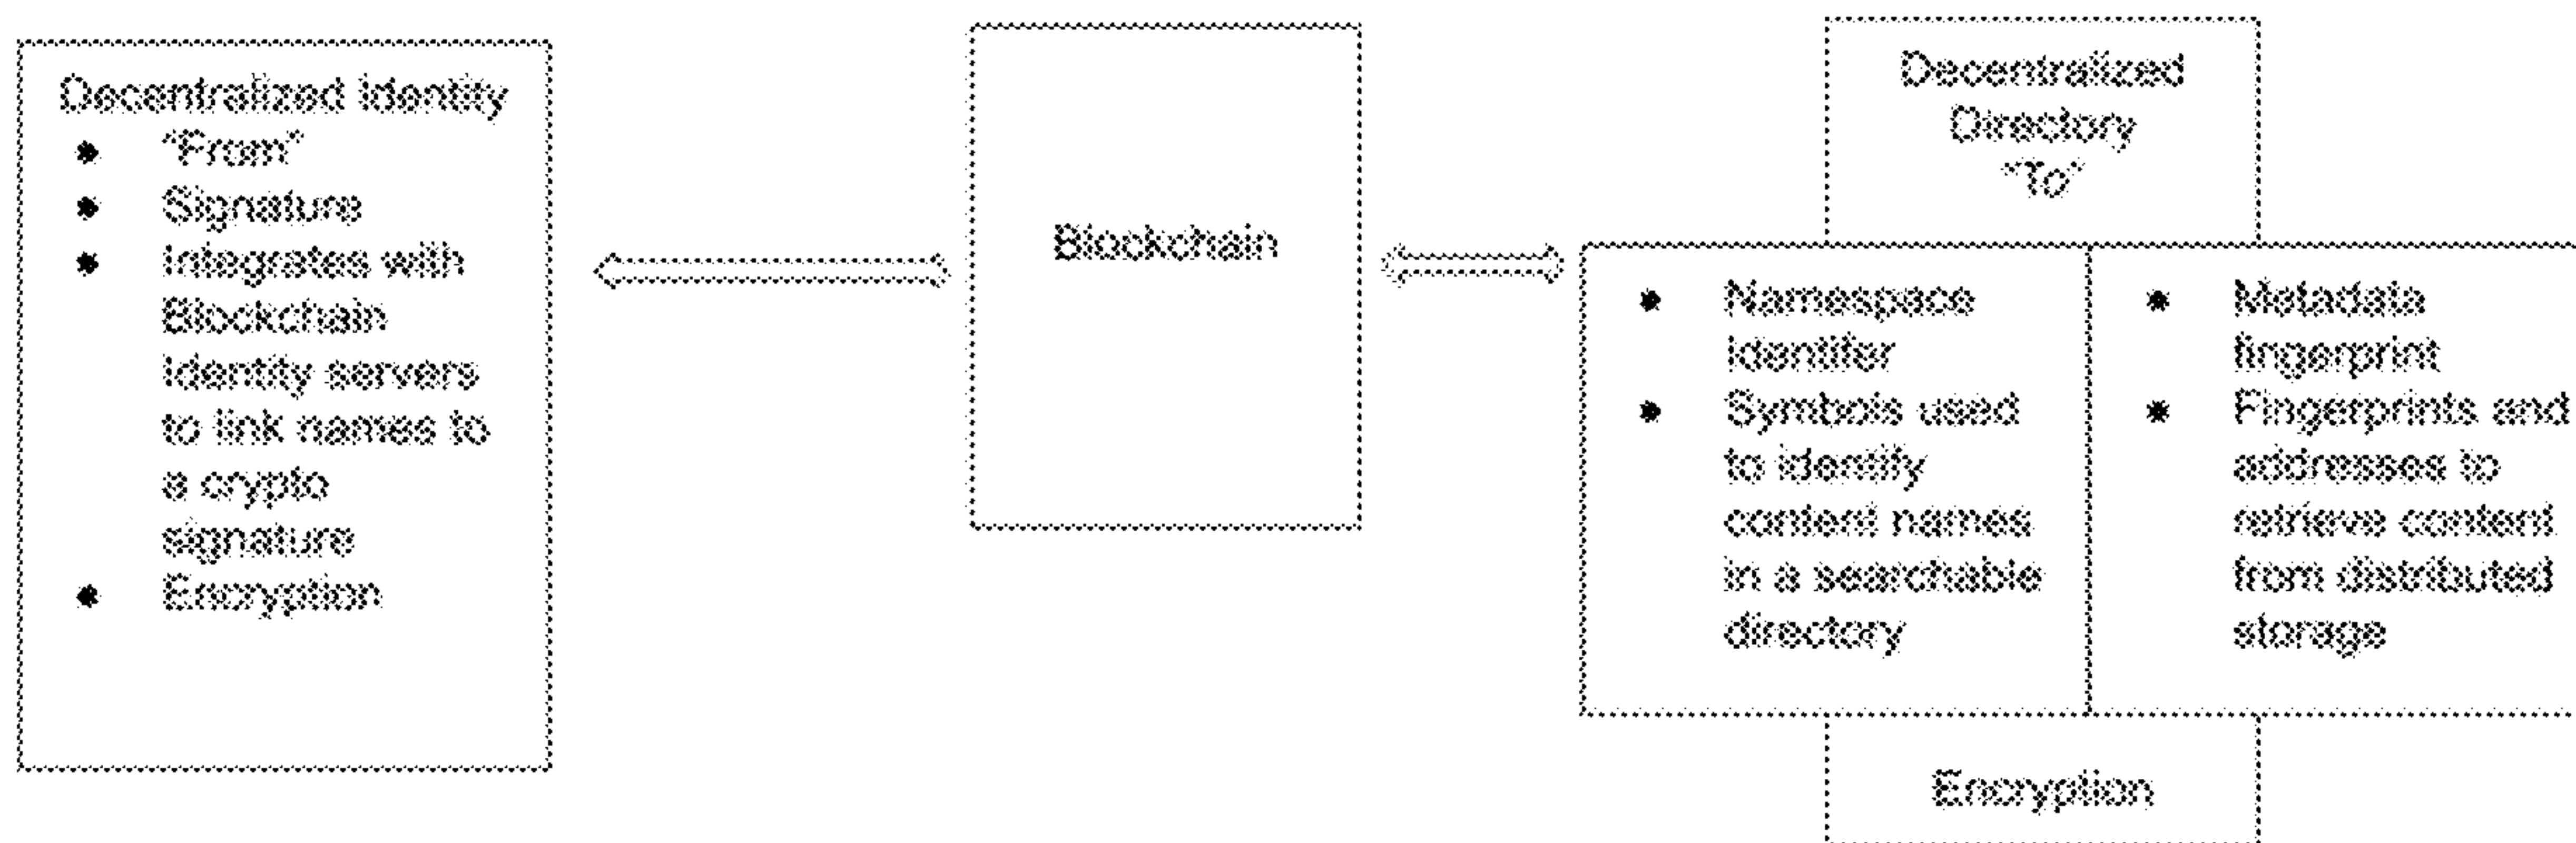 Decentralized Identity
• "From"
• Signature
• Integrates with
Blockchain
Identity servers
to link names to
a crypto
signature
• Encryption
Blockchain
Decentralized
Directory
"To"
• Namespace
Identifer
• Symbols used
to identify
content names
in a searchable
directory
• Metadata
fingerprint
• Fingerprints and
addresses to
retrieve content
from distributed
storage
Encryption